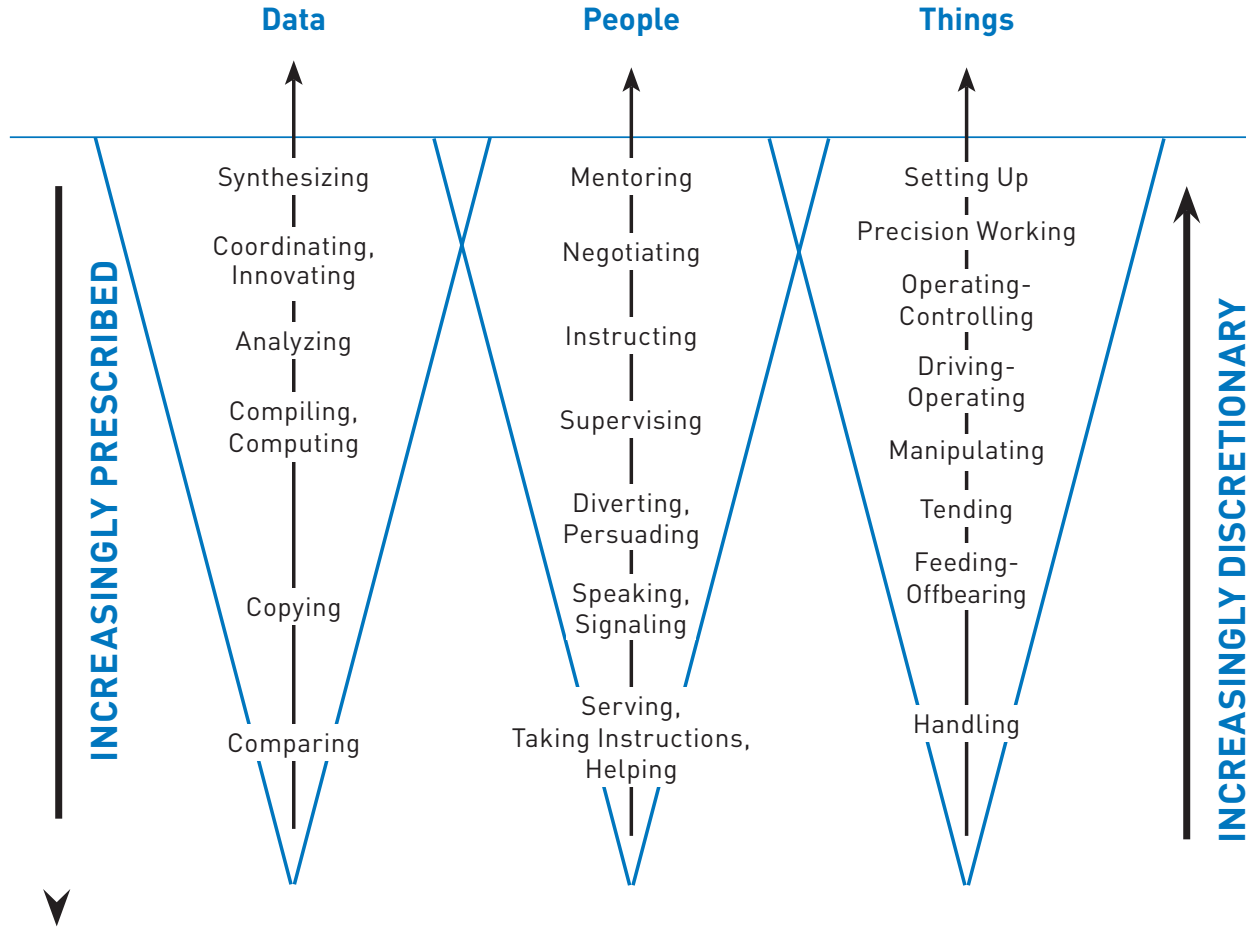 Data
People
Things
INCREASINGLY PRESCRIBED
Synthesizing
Coordinating,
Innovating
Analyzing
Compiling,
Computing
Copying
Comparing
Mentoring
Negotiating
Instructing
Supervising
Diverting,
Persuading
Speaking,
Signaling
Serving,
Taking Instructions,
Helping
Setting Up
Precision Working
Operating-
Controlling
Driving-
Operating
Manipulating
Tending
Feeding-
Offbearing
Handling
INCREASINGLY DISCRETIONARY